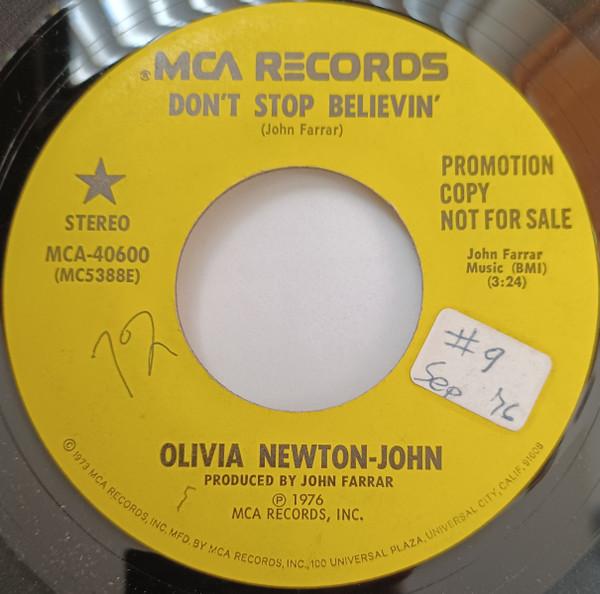 ®MCA RECORDS
DON'T STOP BELIEVIN'
(John Farrar)
STEREO
MCA-40600
(MC5388E)
PROMOTION
COPY
NOT FOR SALE
John Farrar
Music (BMI)
(3:24)
72
#9
Sep '76
OLIVIA NEWTON-JOHN
PRODUCED BY JOHN FARRAR
℗ 1976
MCA RECORDS, INC.
©1973 MCA RECORDS, INC. MFD. BY MCA RECORDS, INC., 100 UNIVERSAL PLAZA, UNIVERSAL CITY, CALIF. 91608